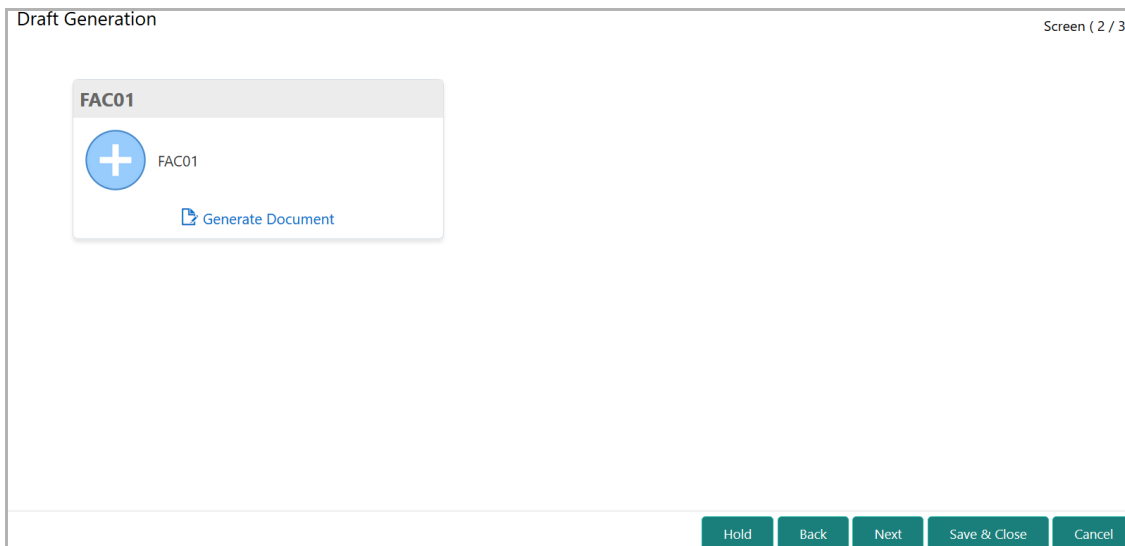 Draft Generation
Screen ( 2 / 3
FAC01
FAC01
Generate Document
Hold Back Next Save & Close Cancel